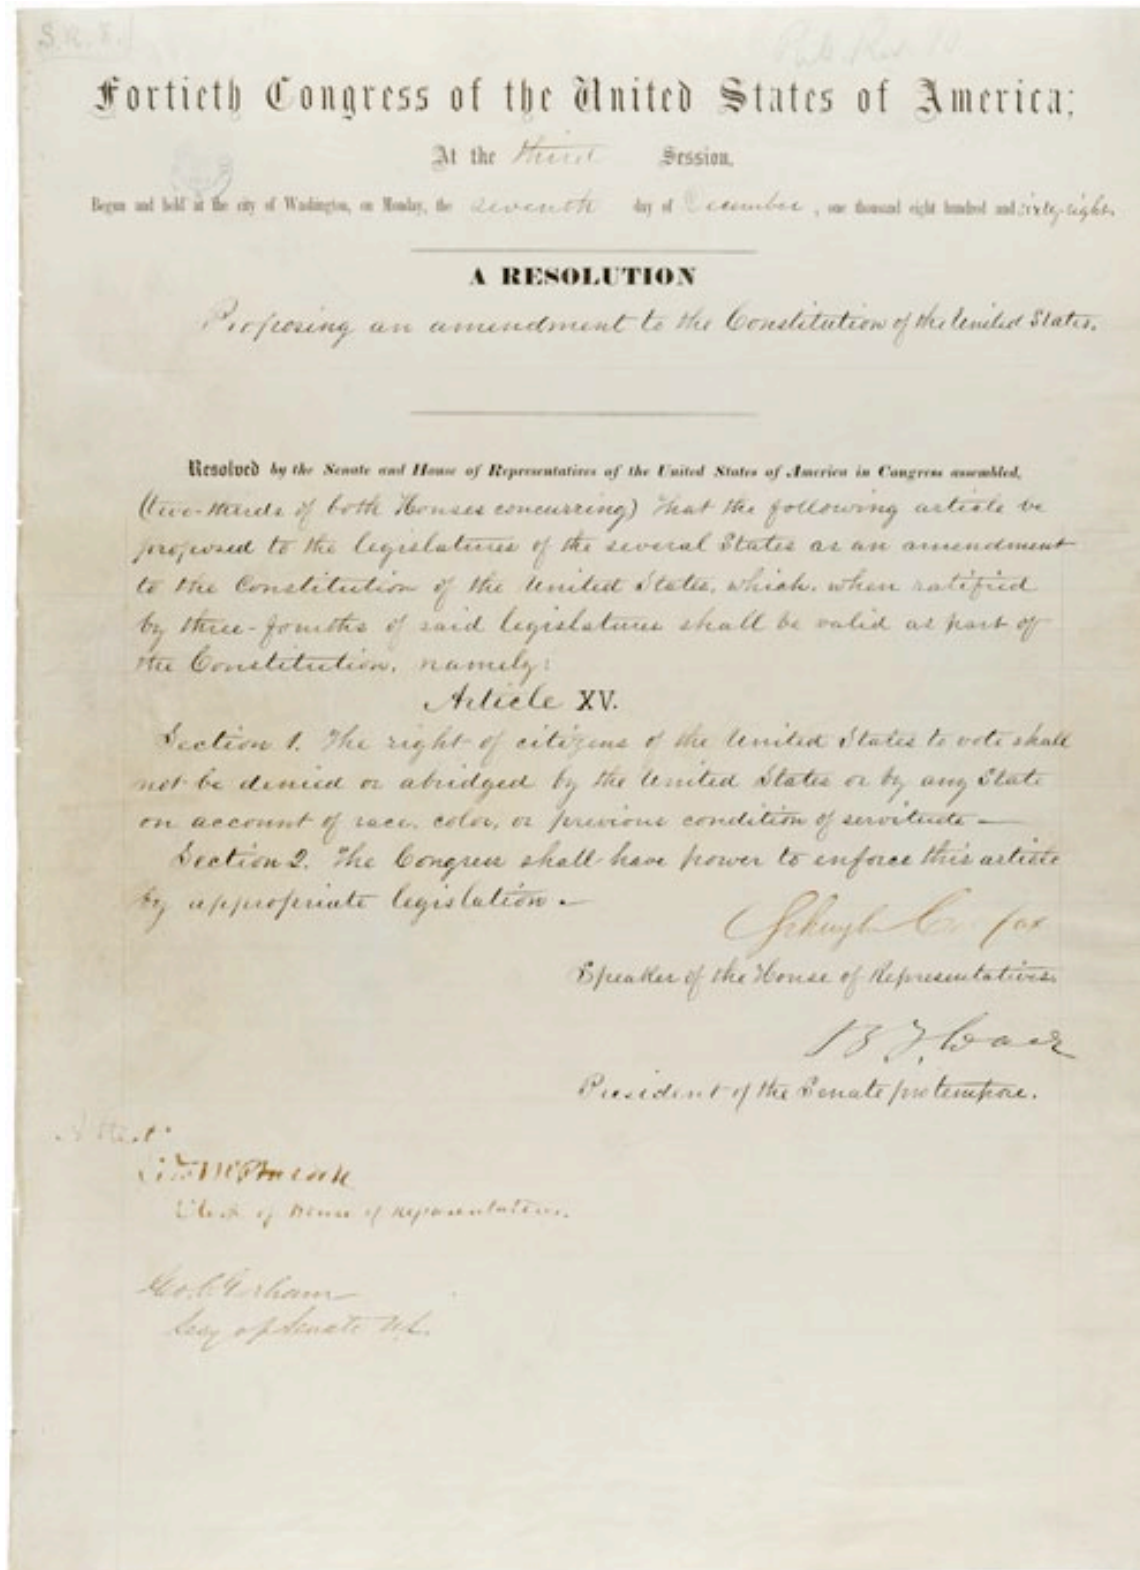 S.R. 8.
Fortieth Congress of the United States of America;
At the third Session,
Begun and held at the city of Washington, on Monday, the seventh day of December, one thousand eight hundred and sixty-eight.
A RESOLUTION
Proposing an amendment to the Constitution of the United States.
Resolved by the Senate and House of Representatives of the United States of America in Congress assembled,
(two-thirds of both Houses concurring) That the following article be
proposed to the legislatures of the several States as an amendment
to the Constitution of the United States, which, when ratified
by three-fourths of said legislatures shall be valid as part of
the Constitution, namely:
Article XV.
Section 1. The right of citizens of the United States to vote shall
not be denied or abridged by the United States or by any State
on account of race, color, or previous condition of servitude—
Section 2. The Congress shall have power to enforce this article
by appropriate legislation—
Schuyler Colfax
Speaker of the House of Representatives.
B F Wade
President of the Senate pro tempore.
Attest:
Edw McPherson
Clerk of House of Representatives.
Geo. C. Gorham
Secy of Senate U.S.